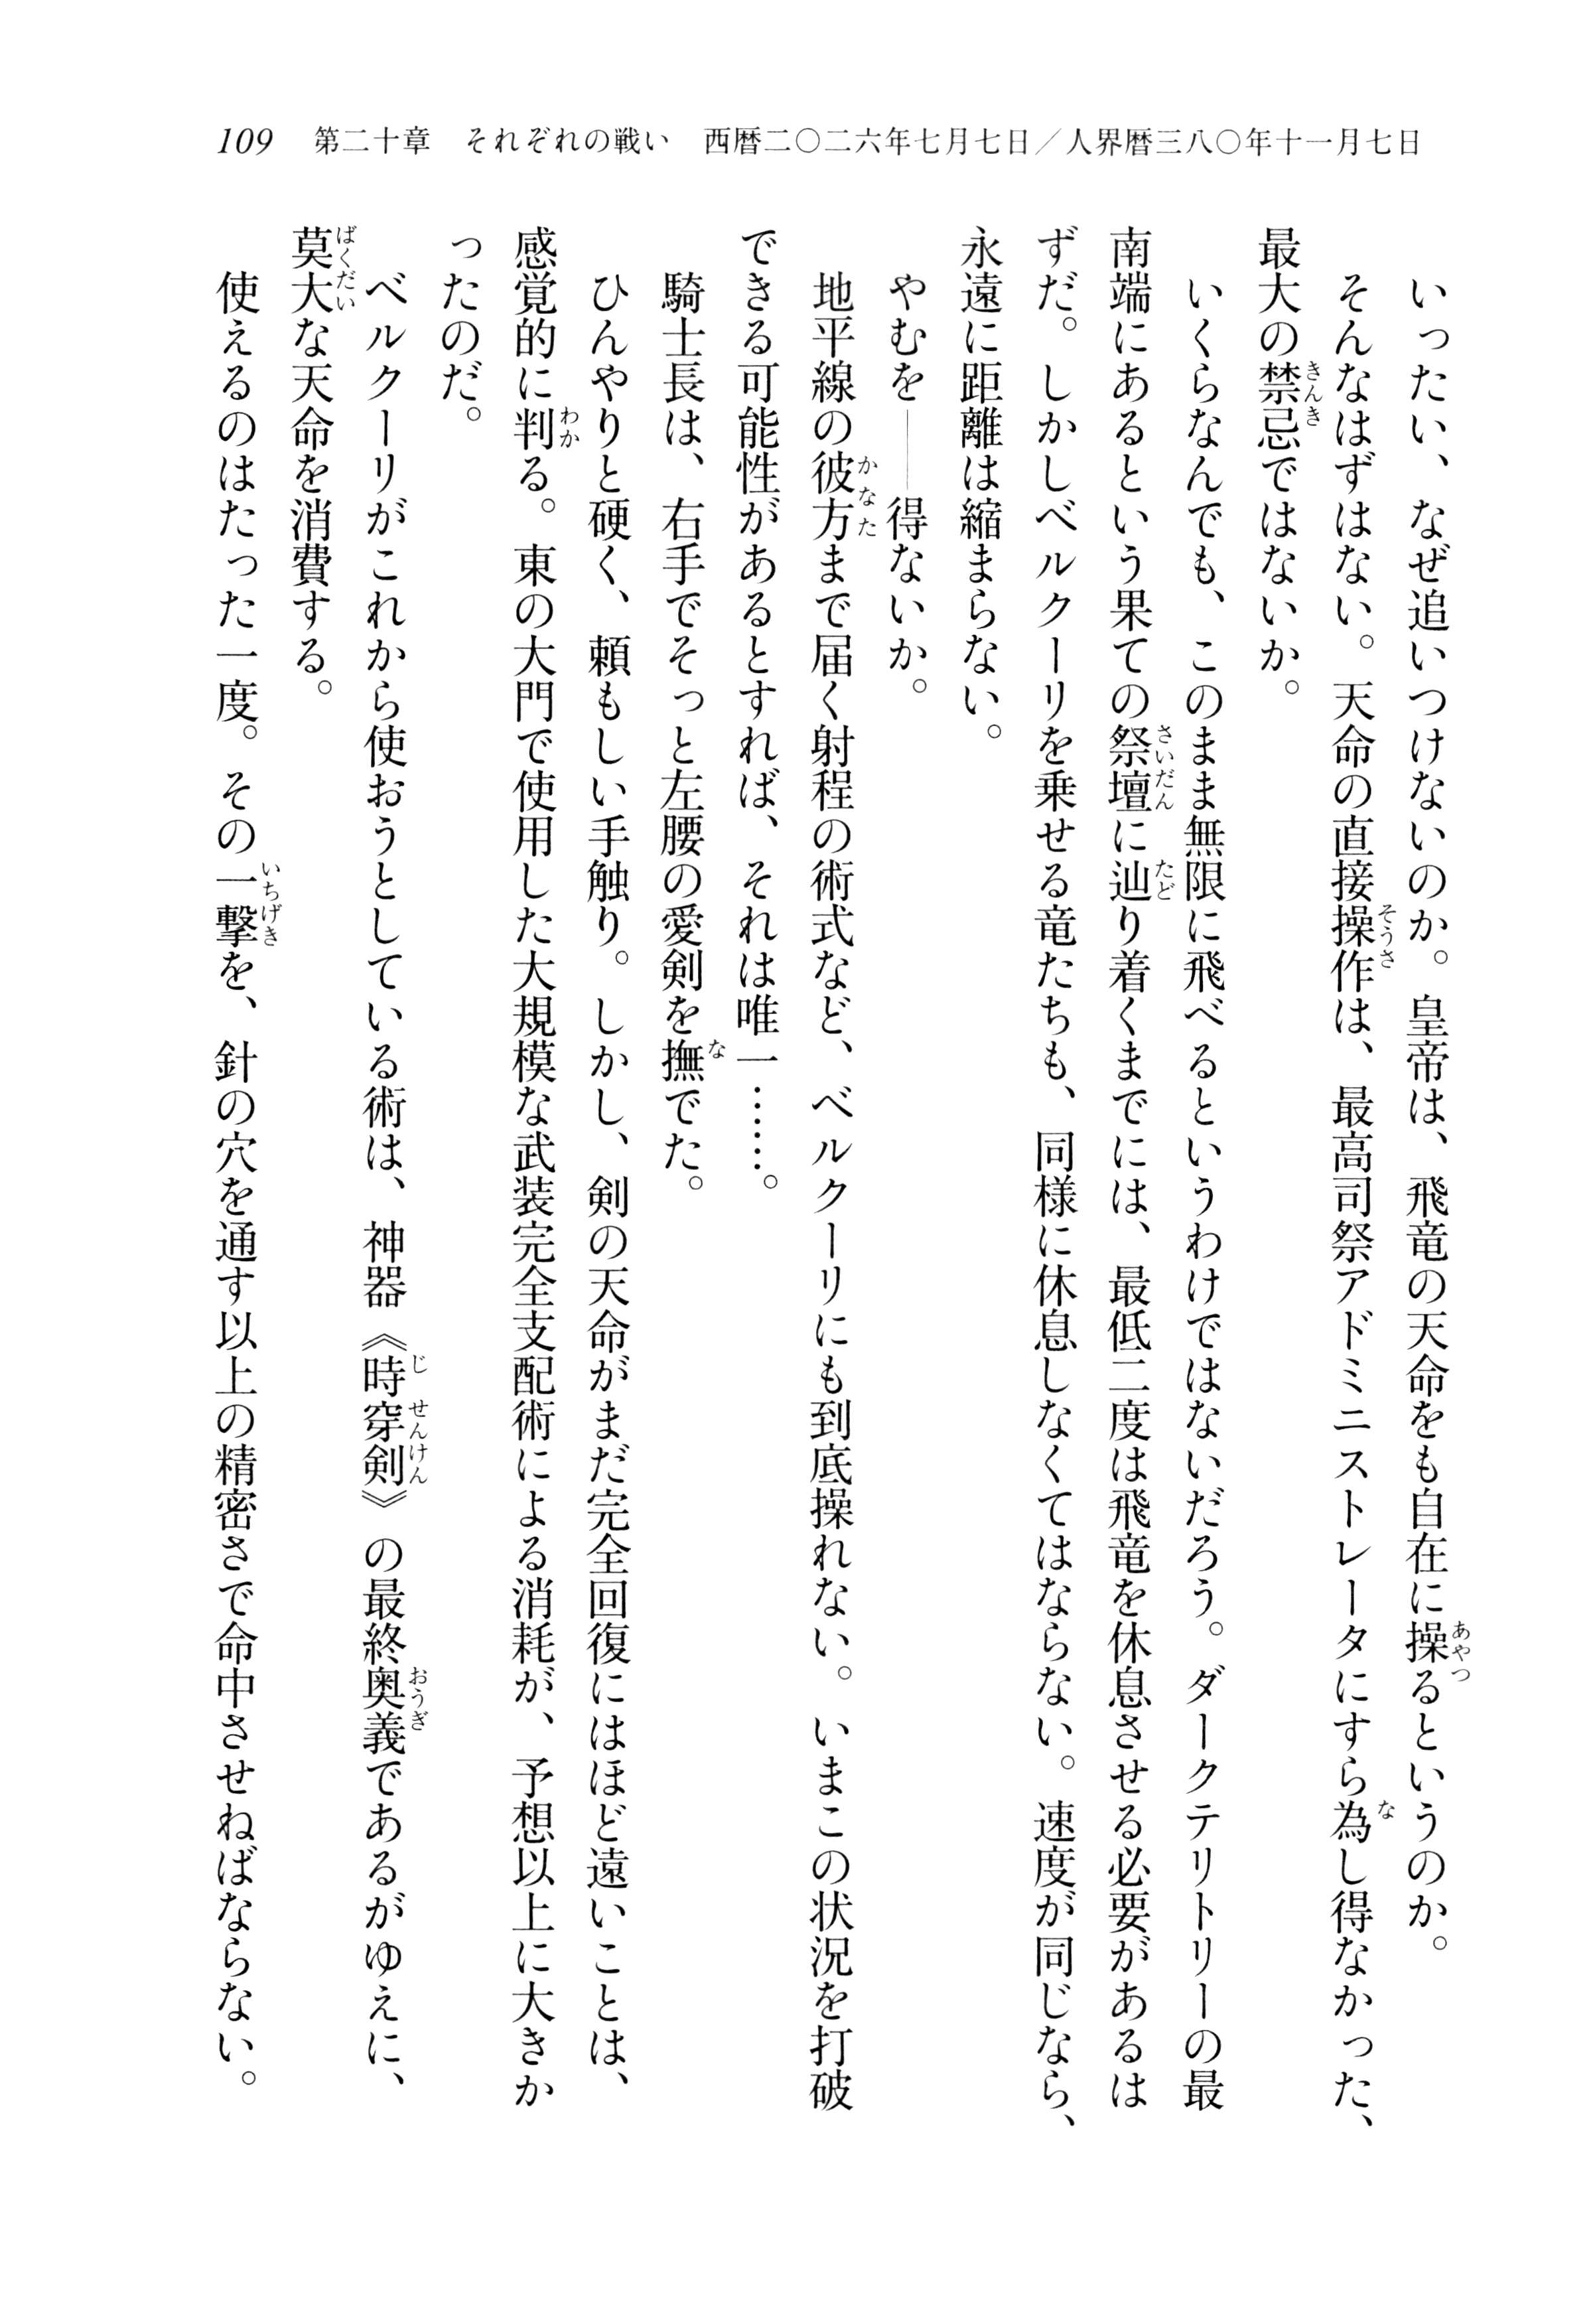 109　第二十章　それぞれの戦い　西暦二〇二六年七月七日／人界暦三八〇年十一月七日
　いったい、なぜ追いつけないのか。皇帝は、飛竜の天命をも自在に操るというのか。
　そんなはずはない。天命の直接操作は、最高司祭アドミニストレータにすら為し得なかった、
最大の禁忌ではないか。
　いくらなんでも、このまま無限に飛べるというわけではないだろう。ダークテリトリーの最
南端にあるという果ての祭壇に辿り着くまでには、最低二度は飛竜を休息させる必要があるは
ずだ。しかしベルクーリを乗せる竜たちも、同様に休息しなくてはならない。速度が同じなら、
永遠に距離は縮まらない。
　やむを――得ないか。
　地平線の彼方まで届く射程の術式など、ベルクーリにも到底操れない。いまこの状況を打破
できる可能性があるとすれば、それは唯一……。
　騎士長は、右手でそっと左腰の愛剣を撫でた。
　ひんやりと硬く、頼もしい手触り。しかし、剣の天命がまだ完全回復にはほど遠いことは、
感覚的に判る。東の大門で使用した大規模な武装完全支配術による消耗が、予想以上に大きか
ったのだ。
　ベルクーリがこれから使おうとしている術は、神器《時穿剣》の最終奥義であるがゆえに、
莫大な天命を消費する。
　使えるのはたった一度。その一撃を、針の穴を通す以上の精密さで命中させねばならない。